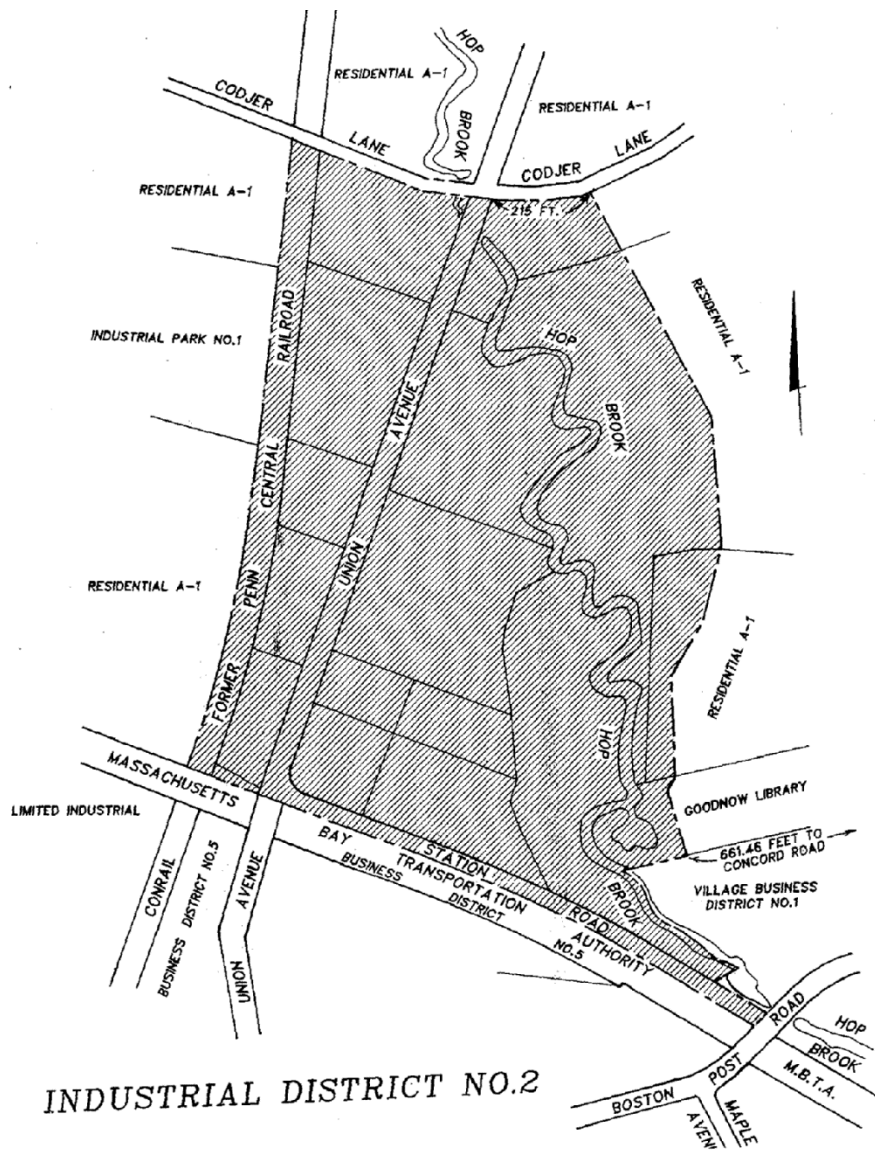 HOP
BROOK
RESIDENTIAL A-1
RESIDENTIAL A-1
CODJER
LANE
CODJER
LANE
215 FT.
RESIDENTIAL A-1
RESIDENTIAL A-1
INDUSTRIAL PARK NO.1
RAILROAD
HOP
BROOK
AVENUE
CENTRAL
UNION
RESIDENTIAL A-1
PENN
FORMER
RESIDENTIAL A-1
HOP
MASSACHUSETTS
LIMITED INDUSTRIAL
GOODNOW LIBRARY
661.46 FEET TO
CONCORD ROAD
STATION
BAY TRANSPORTATION
BUSINESS
DISTRICT
ROAD
AUTHORITY
NO.5
BROOK
VILLAGE BUSINESS
DISTRICT NO.1
CONRAIL
BUSINESS DISTRICT NO.5
AVENUE
UNION
HOP
BROOK
BOSTON
POST
ROAD
M.B.T.A.
MAPLE
AVENU
INDUSTRIAL DISTRICT NO.2